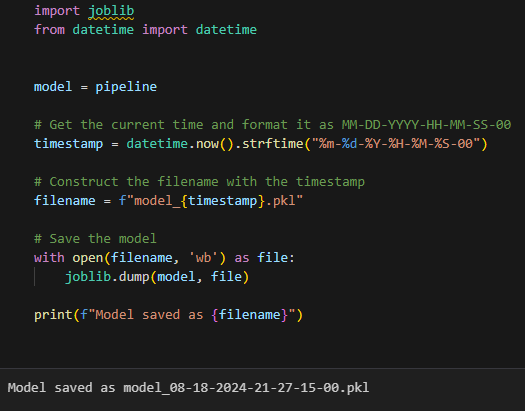 import joblib
from datetime import datetime
model = pipeline
# Get the current time and format it as MM-DD-YYYY-HH-MM-SS-00
timestamp = datetime.now().strftime("%m-%d-%Y-%H-%M-%S-00")
# Construct the filename with the timestamp
filename = f"model_{timestamp}.pkl"
# Save the model
with open(filename, 'wb') as file:
    joblib.dump(model, file)
print(f"Model saved as {filename}")
Model saved as model_08-18-2024-21-27-15-00.pkl